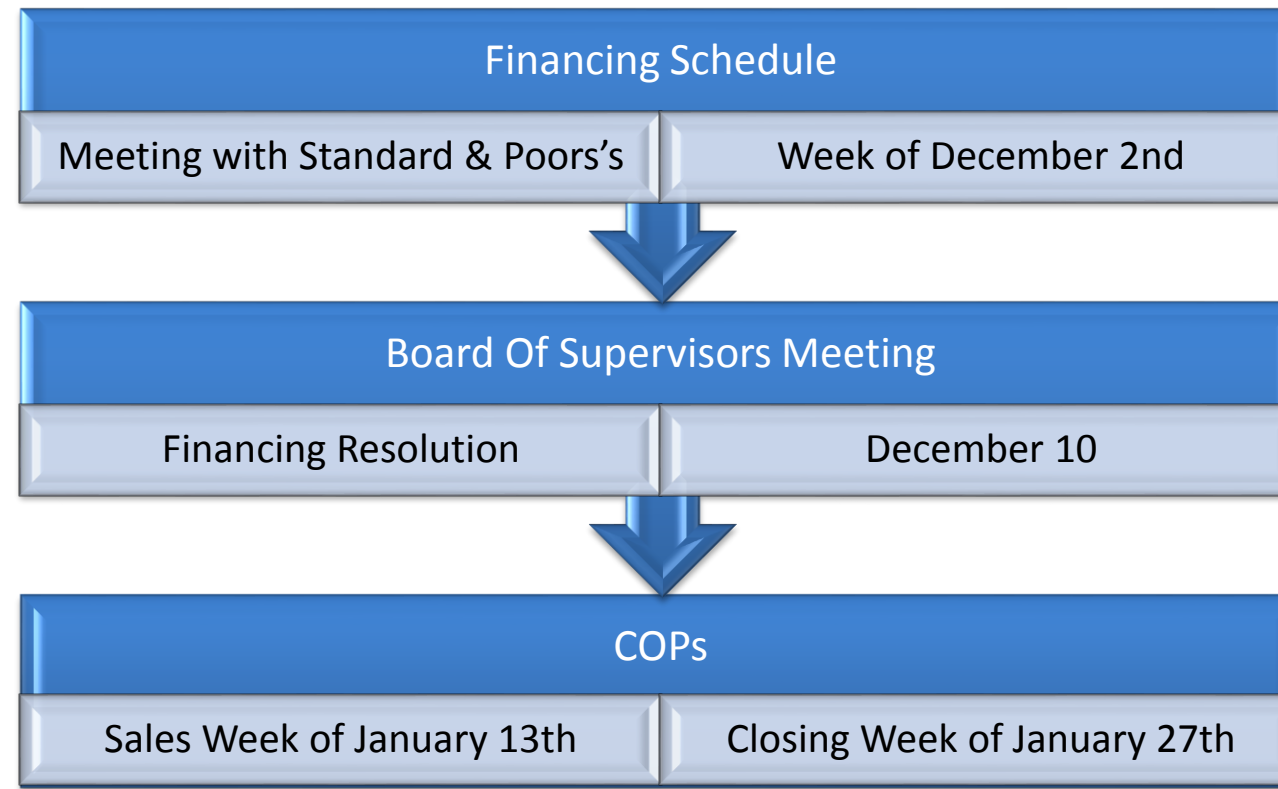 Financing Schedule
Meeting with Standard & Poors's
Week of December 2nd
Board Of Supervisors Meeting
Financing Resolution
December 10
COPs
Sales Week of January 13th
Closing Week of January 27th